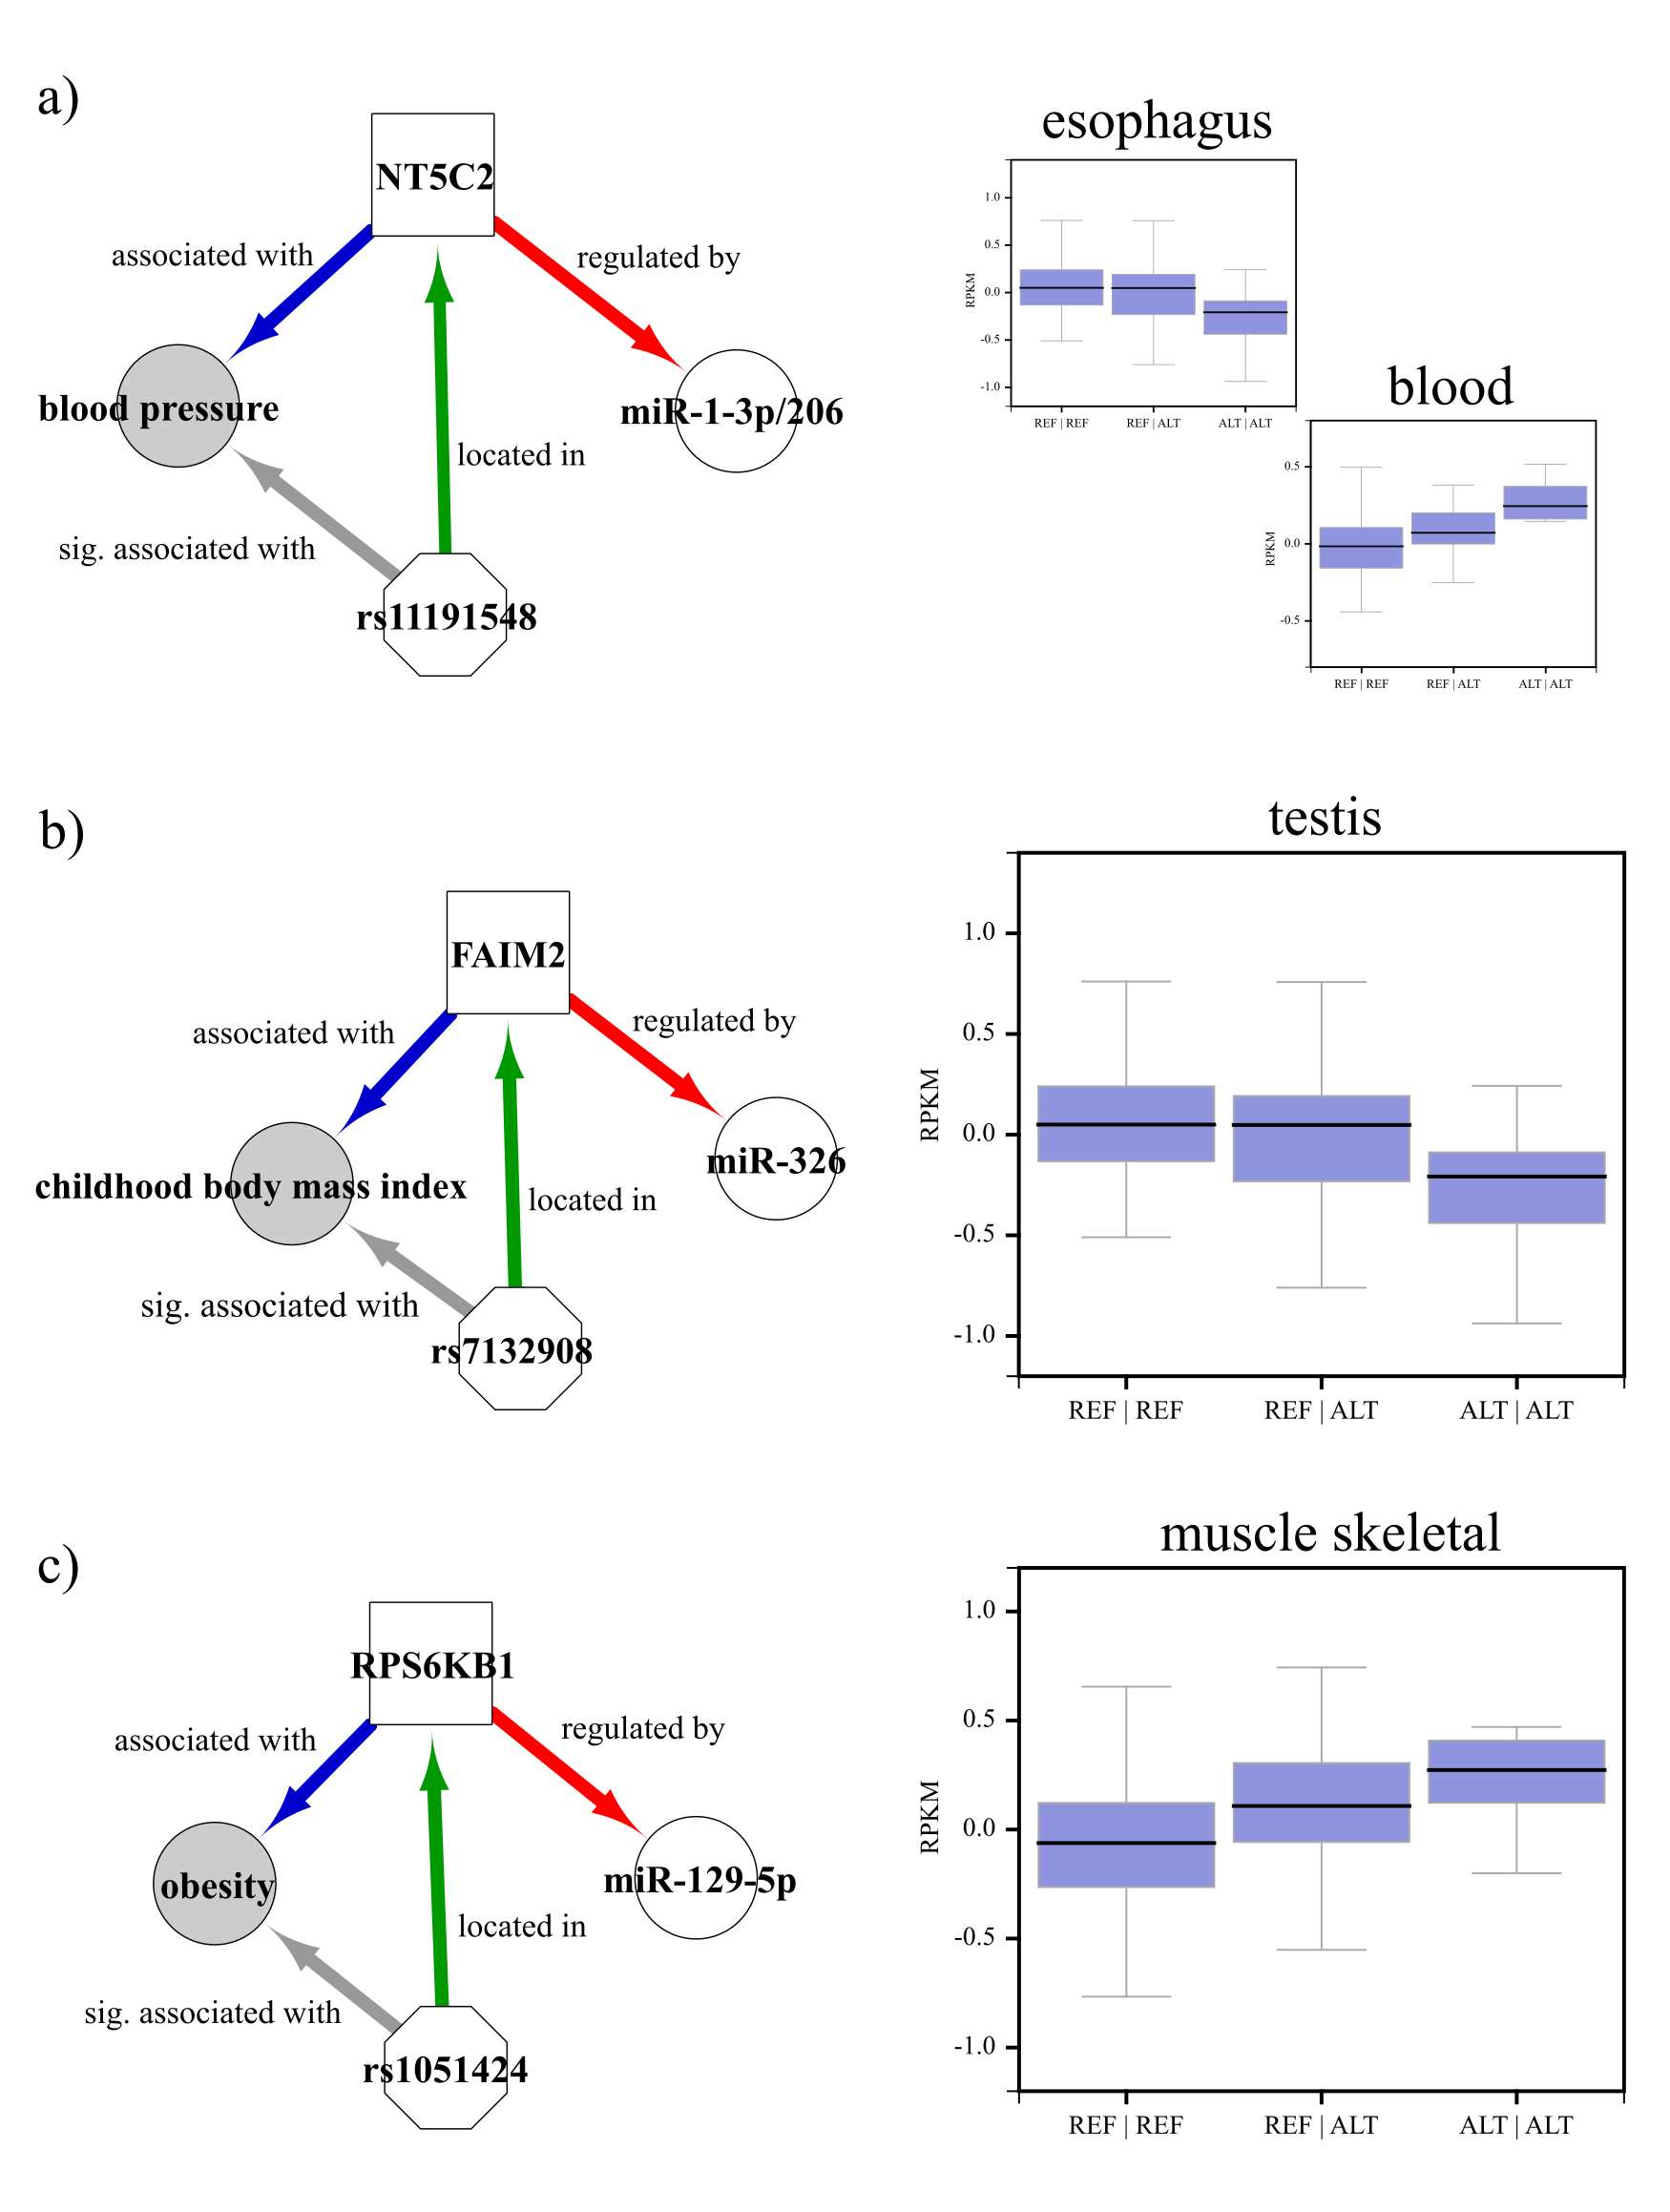 a)
NT5C2
associated with
regulated by
blood pressure
miR-1-3p/206
located in
sig. associated with
rs11191548
esophagus
RPKM
1.0
0.5
0.0
-0.5
-1.0
REF | REF
REF | ALT
ALT | ALT
blood
RPKM
0.5
0.0
-0.5
REF | REF
REF | ALT
ALT | ALT
b)
FAIM2
associated with
regulated by
childhood body mass index
miR-326
located in
sig. associated with
rs7132908
testis
RPKM
1.0
0.5
0.0
-0.5
-1.0
REF | REF
REF | ALT
ALT | ALT
c)
RPS6KB1
associated with
regulated by
obesity
miR-129-5p
located in
sig. associated with
rs1051424
muscle skeletal
RPKM
1.0
0.5
0.0
-0.5
-1.0
REF | REF
REF | ALT
ALT | ALT